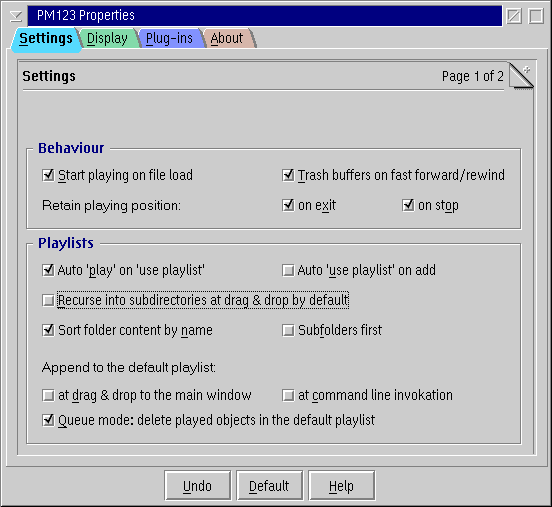 PM123 Properties
Settings Display Plug-ins About
Settings Page 1 of 2
Behaviour
Start playing on file load Trash buffers on fast forward/rewind
Retain playing position: on exit on stop
Playlists
Auto 'play' on 'use playlist' Auto 'use playlist' on add
Recurse into subdirectories at drag & drop by default
Sort folder content by name Subfolders first
Append to the default playlist:
at drag & drop to the main window at command line invokation
Queue mode: delete played objects in the default playlist
Undo Default Help